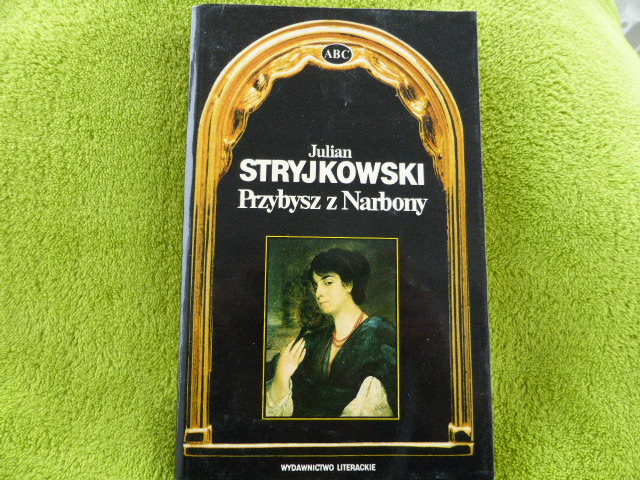 ABC
Julian
STRYJKOWSKI
Przybysz z Narbony
WYDAWNICTWO LITERACKIE